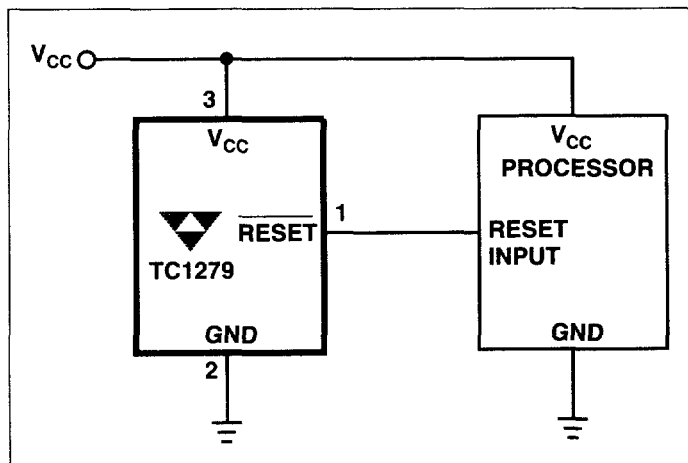 VCC
3
VCC
VCC
PROCESSOR
1
RESET
RESET
INPUT
TC1279
GND
GND
2